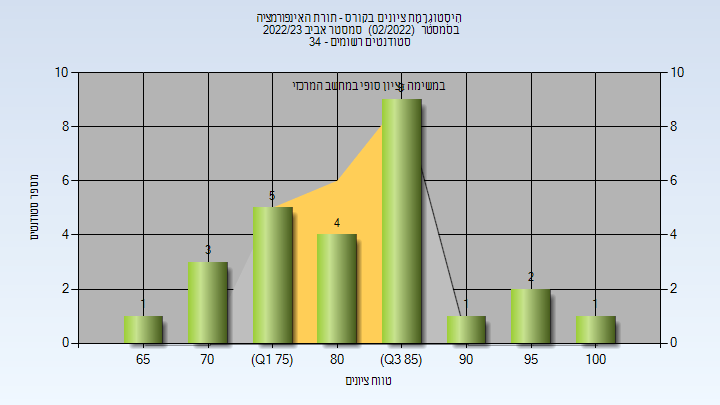 היסטוגרמת ציונים בקורס - תורת האינפורמציה
בסמסטר (02/2022) סמסטר אביב 2022/23
סטודנטים רשומים - 34
במשימה ציון סופי במחשב המרכזי
מספר סטודנטים
10 10
8 8
6 6
4 4
2 2
0 0
1 3 5 4 9 1 2 1
65 70 (Q1 75) 80 (Q3 85) 90 95 100
טווח ציונים